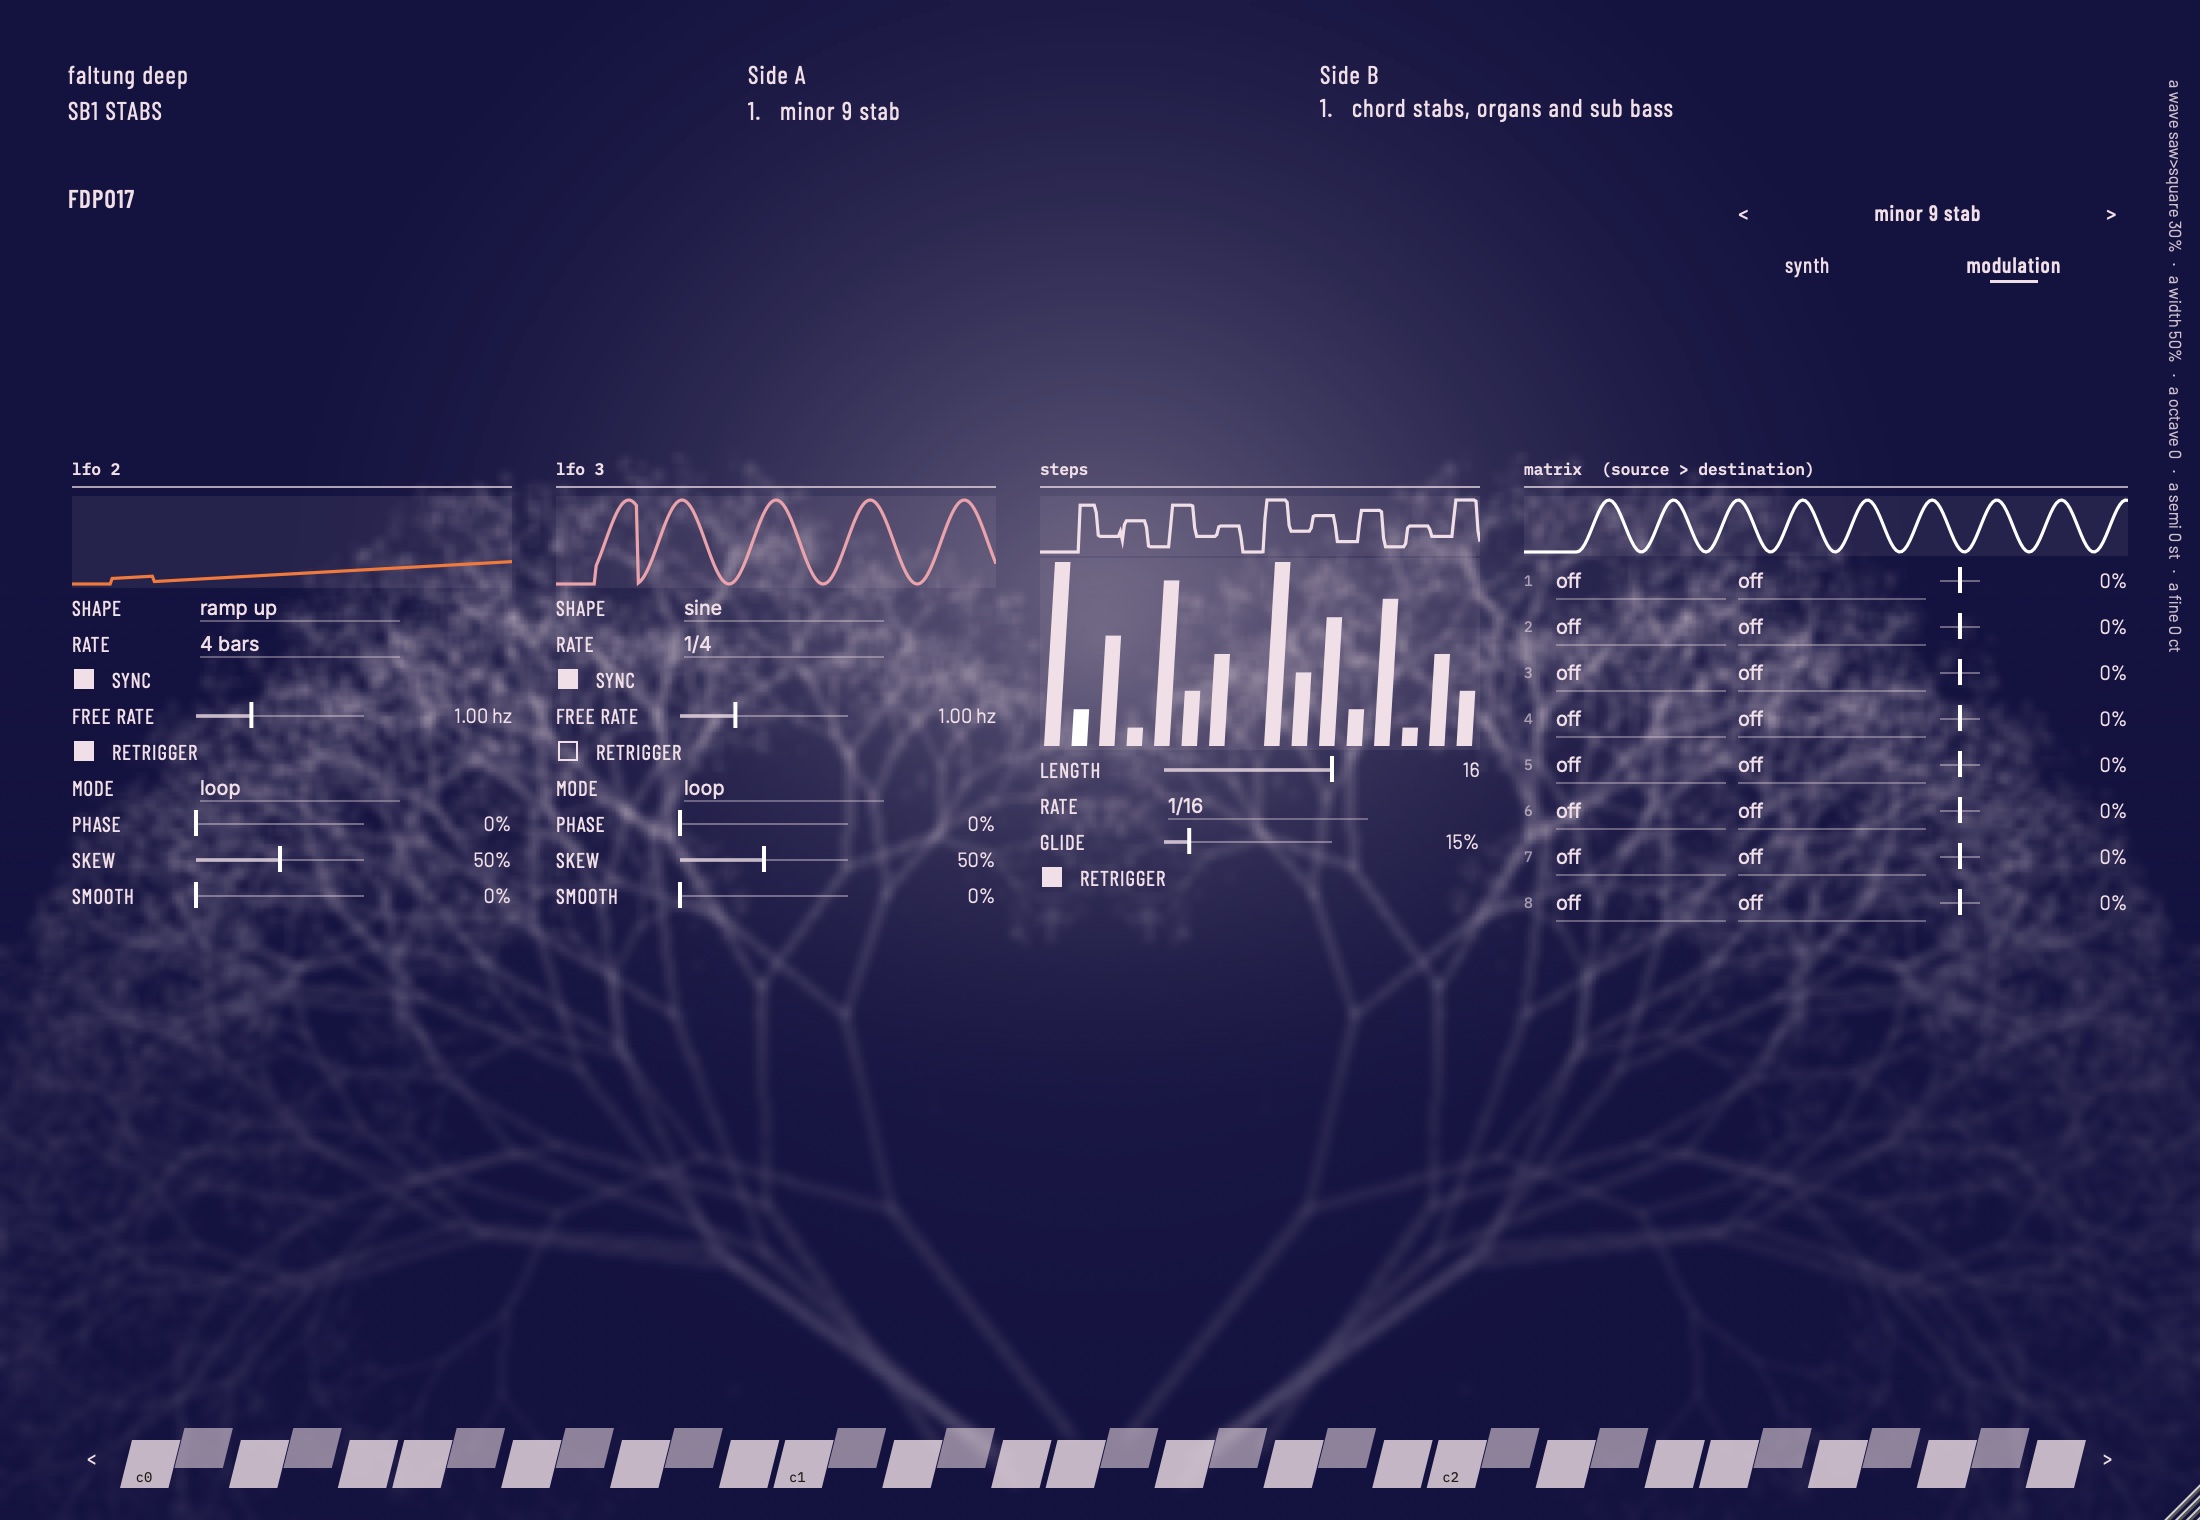 faltung deep
SB1 STABS
FDP017
Side A
1. minor 9 stab
Side B
1. chord stabs, organs and sub bass
< minor 9 stab >
synth modulation
a wave saw>square 30% · a width 50% · a octave 0 · a semi 0 st · a fine 0 ct
lfo 2
SHAPE ramp up
RATE 4 bars
SYNC
FREE RATE 1.00 hz
RETRIGGER
MODE loop
PHASE 0%
SKEW 50%
SMOOTH 0%
lfo 3
SHAPE sine
RATE 1/4
SYNC
FREE RATE 1.00 hz
RETRIGGER
MODE loop
PHASE 0%
SKEW 50%
SMOOTH 0%
steps
LENGTH 16
RATE 1/16
GLIDE 15%
RETRIGGER
matrix (source > destination)
1 off off 0%
2 off off 0%
3 off off 0%
4 off off 0%
5 off off 0%
6 off off 0%
7 off off 0%
8 off off 0%
< c0 c1 c2 >